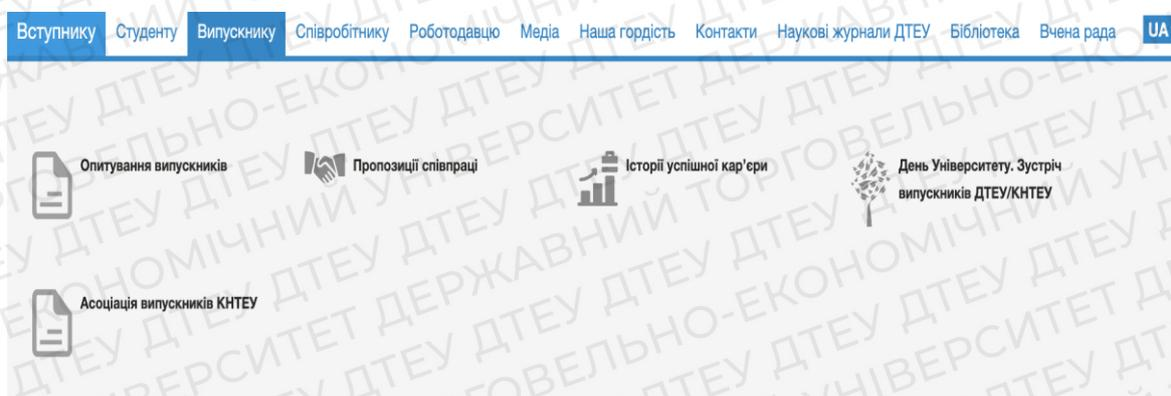 Вступнику Студенту Випускнику Співробітнику Роботодавцю Медіа Наша гордість Контакти Наукові журнали ДТЕУ Бібліотека Вчена рада UA
Опитування випускників
Пропозиції співпраці
Історії успішної кар'єри
День Університету. Зустріч
випускників ДТЕУ/КНТЕУ
Асоціація випускників КНТЕУ